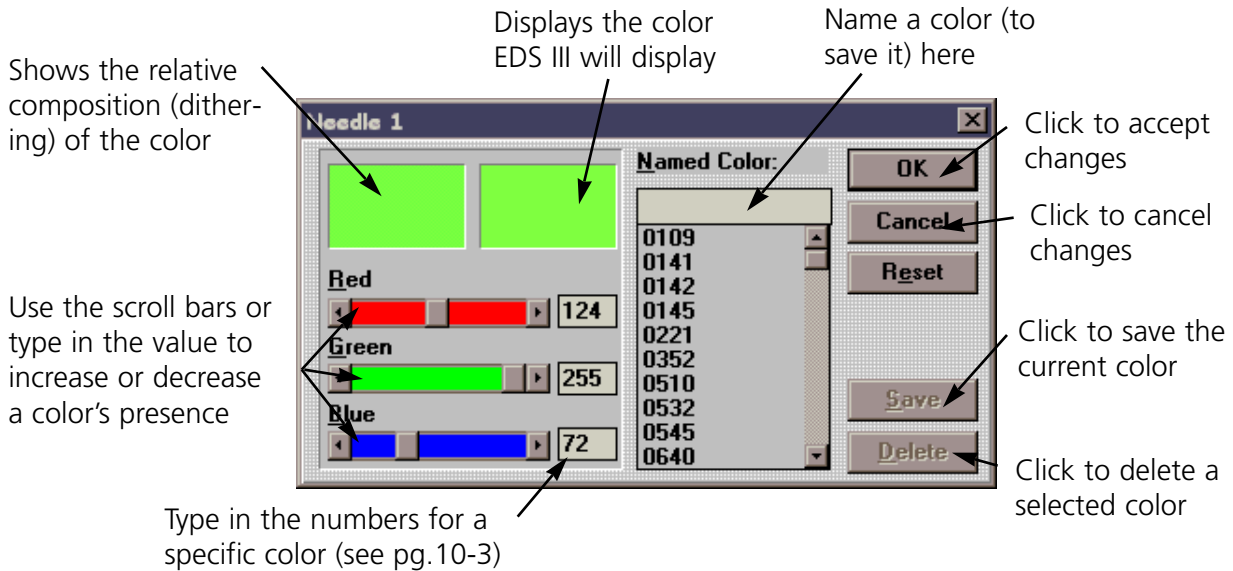 Displays the color
EDS III will display
Name a color (to
save it) here
Shows the relative
composition (dither-
ing) of the color
Needle 1
Click to accept
changes
Named Color:
OK
Cancel
Click to cancel
changes
Reset
0109
0141
0142
0145
0221
0352
0510
0532
0545
0640
Red
124
Green
255
Blue
72
Use the scroll bars or
type in the value to
increase or decrease
a color's presence
Click to save the
current color
Save
Delete
Click to delete a
selected color
Type in the numbers for a
specific color (see pg.10-3)